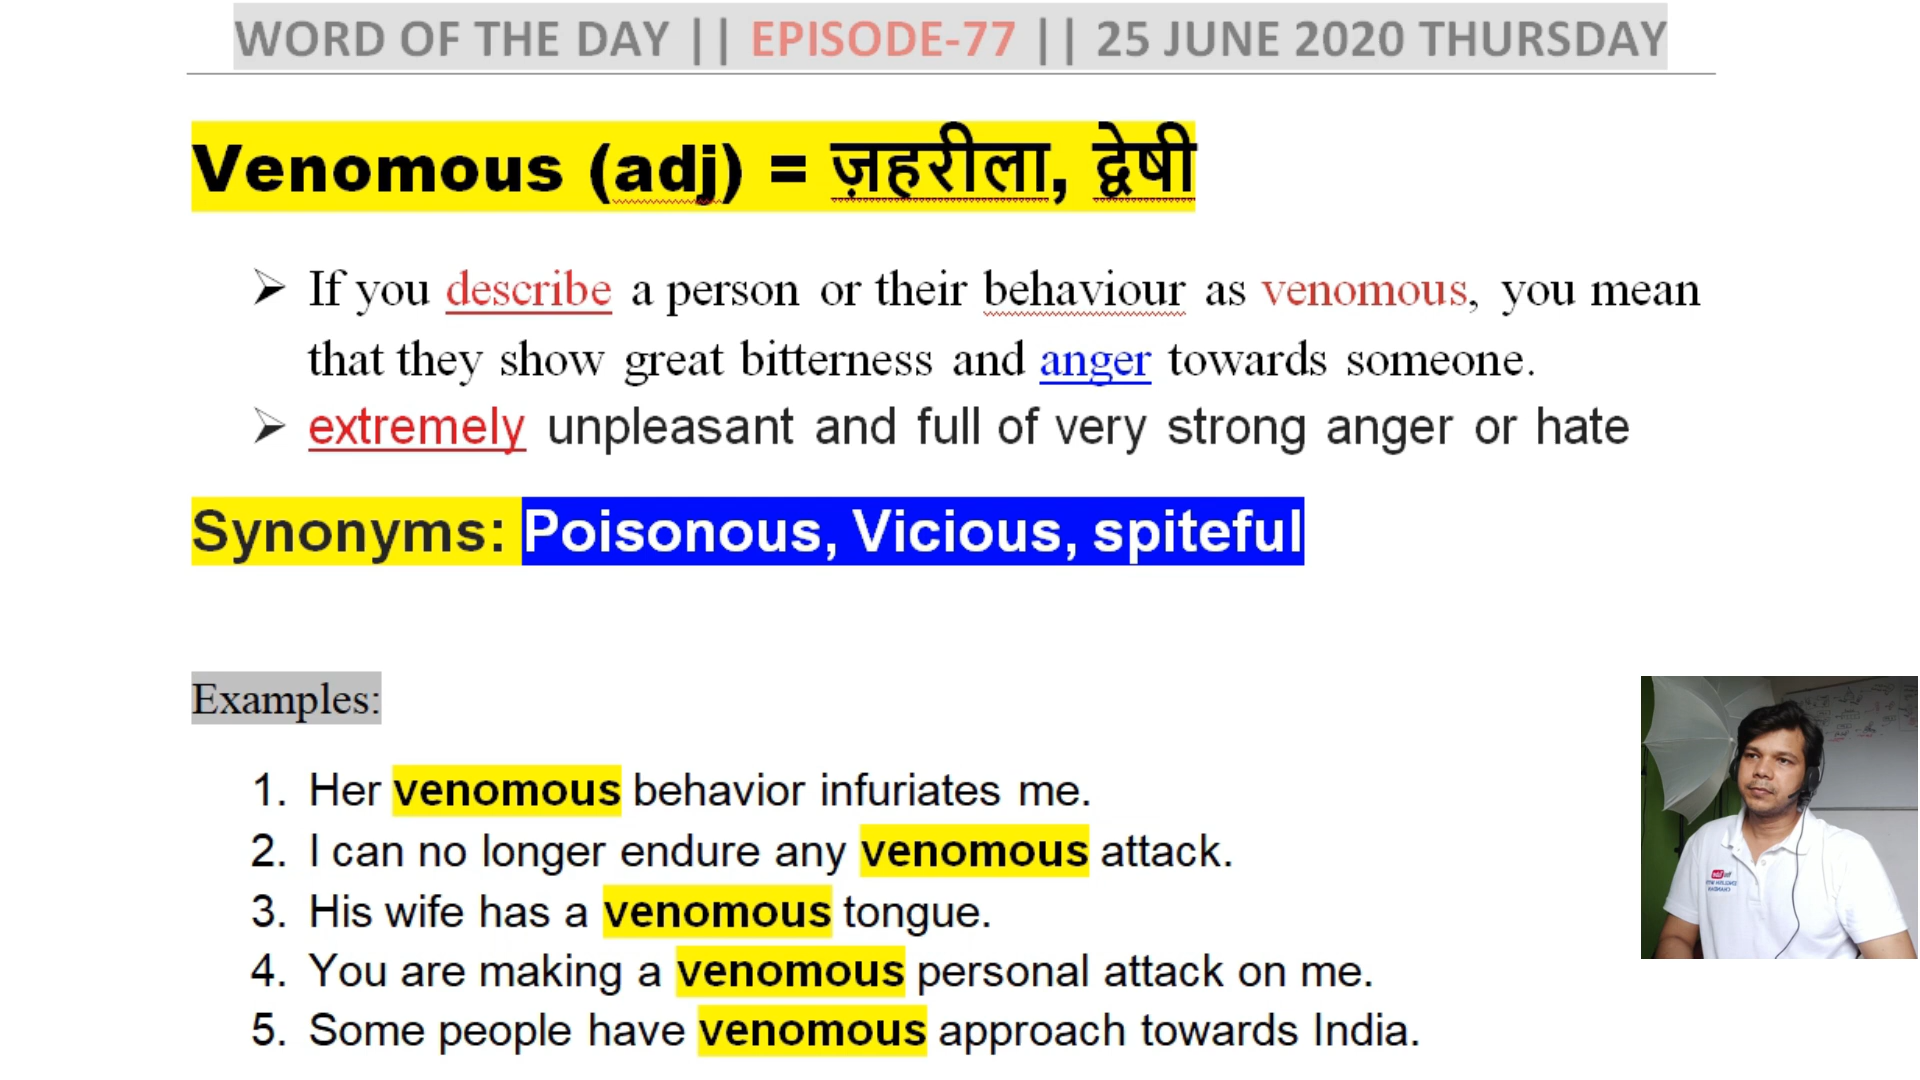 WORD OF THE DAY || EPISODE-77 || 25 JUNE 2020 THURSDAY
Venomous (adj) = ज़हरीला, द्वेषी
➢ If you describe a person or their behaviour as venomous, you mean
that they show great bitterness and anger towards someone.
➢ extremely unpleasant and full of very strong anger or hate
Synonyms: Poisonous, Vicious, spiteful
Examples:
1. Her venomous behavior infuriates me.
2. I can no longer endure any venomous attack.
3. His wife has a venomous tongue.
4. You are making a venomous personal attack on me.
5. Some people have venomous approach towards India.